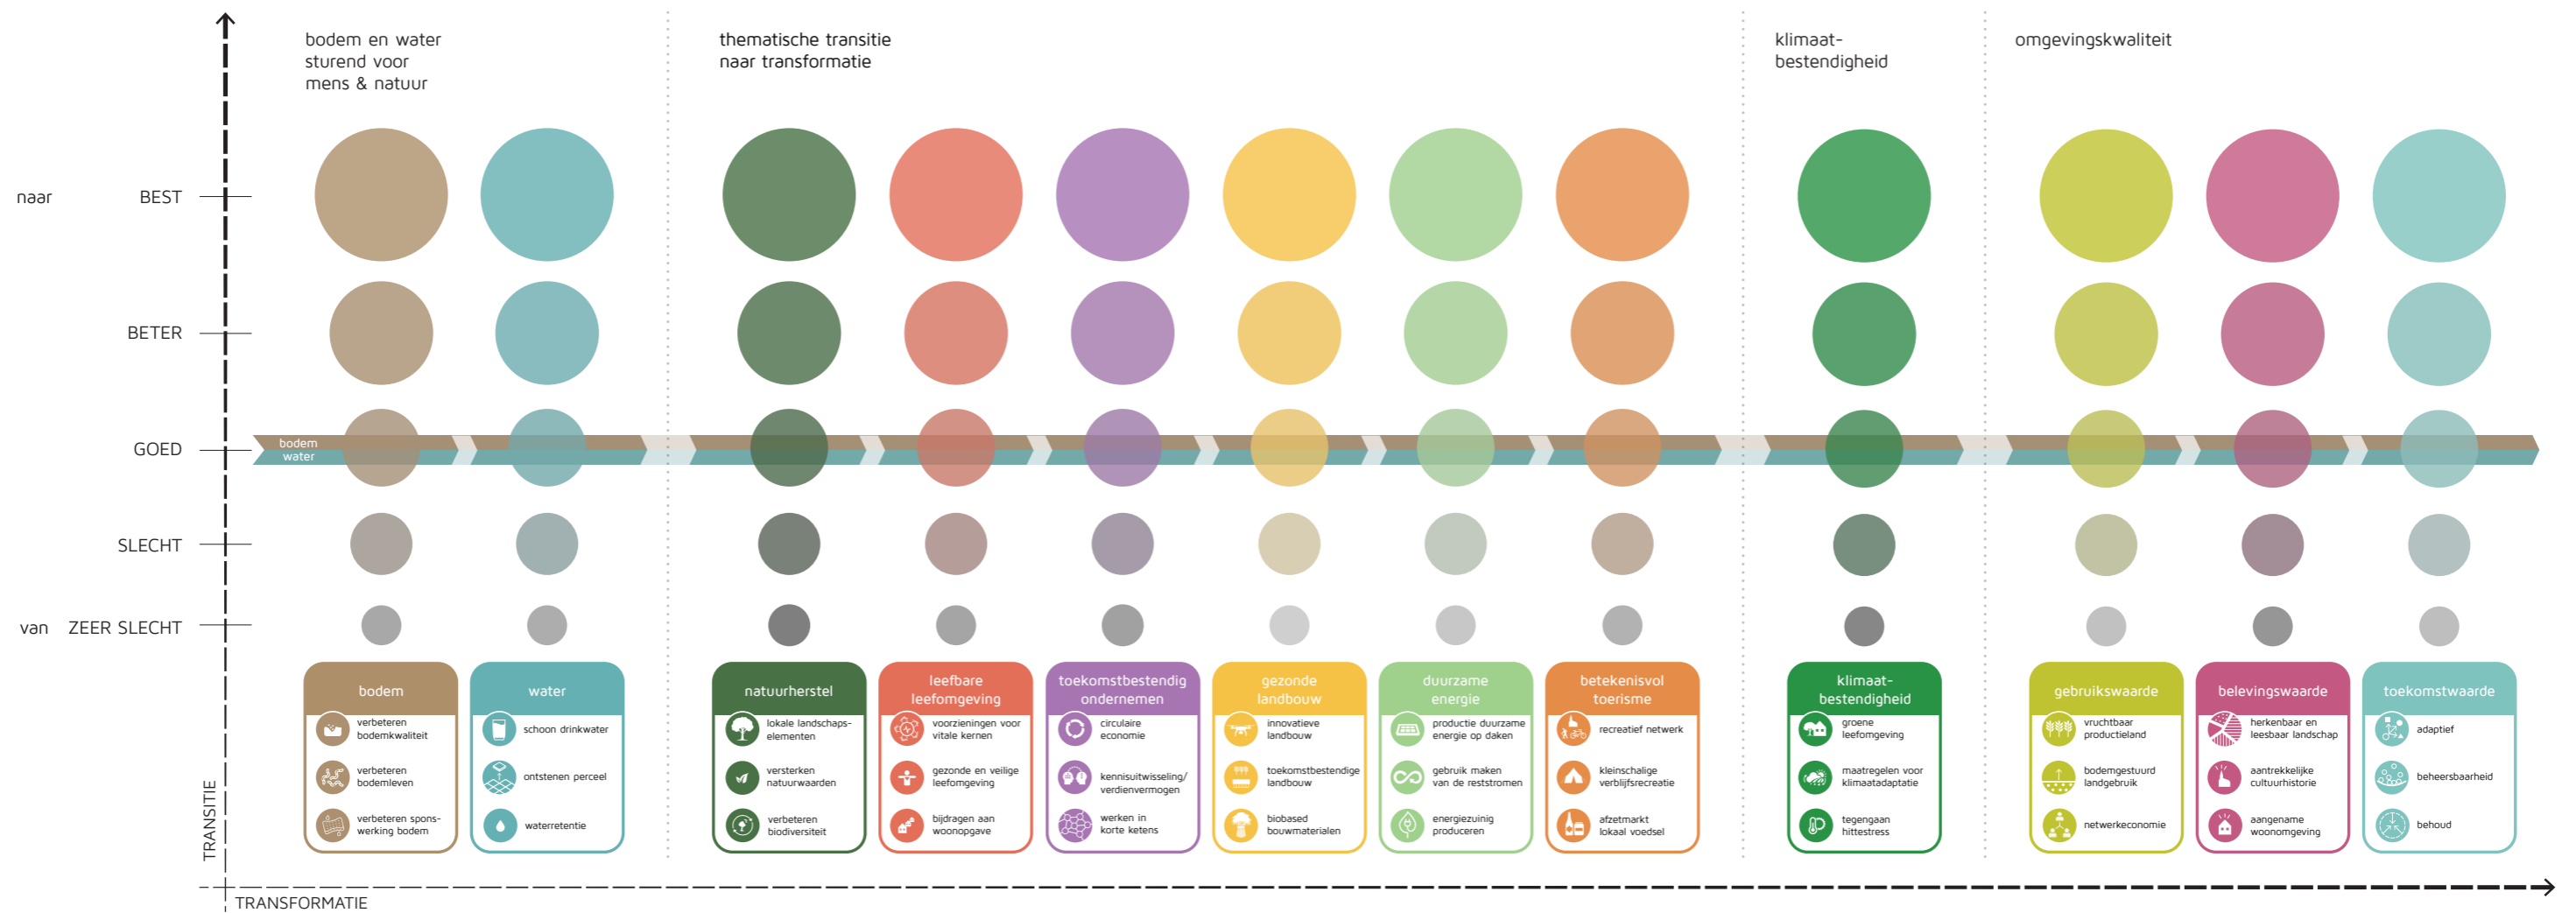 bodem en water
sturend voor
mens & natuur
thematische transitie
naar transformatie
klimaat-
bestendigheid
omgevingskwaliteit
naar BEST
BETER
GOED
bodem
water
SLECHT
van ZEER SLECHT
TRANSITIE
bodem
verbeteren
bodemkwaliteit
verbeteren
bodemleven
verbeteren spons-
werking bodem
water
schoon drinkwater
ontstenen perceel
waterretentie
natuurherstel
lokale landschaps-
elementen
versterken
natuurwaarden
verbeteren
biodiversiteit
leefbare
leefomgeving
voorzieningen voor
vitale kernen
gezonde en veilige
leefomgeving
bijdragen aan
woonopgave
toekomstbestendig
ondernemen
circulaire
economie
kennisuitwisseling/
verdienvermogen
werken in
korte ketens
gezonde
landbouw
innovatieve
landbouw
toekomstbestendige
landbouw
biobased
bouwmaterialen
duurzame
energie
productie duurzame
energie op daken
gebruik maken
van de reststromen
energiezuinig
produceren
betekenisvol
toerisme
recreatief netwerk
kleinschalige
verblijfsrecreatie
afzetmarkt
lokaal voedsel
klimaat-
bestendigheid
groene
leefomgeving
maatregelen voor
klimaatadaptatie
tegengaan
hittestress
gebruikswaarde
vruchtbaar
productieland
bodemgestuurd
landgebruik
netwerkeconomie
belevingswaarde
herkenbaar en
leesbaar landschap
aantrekkelijke
cultuurhistorie
aangename
woonomgeving
toekomstwaarde
adaptief
beheersbaarheid
behoud
TRANSFORMATIE